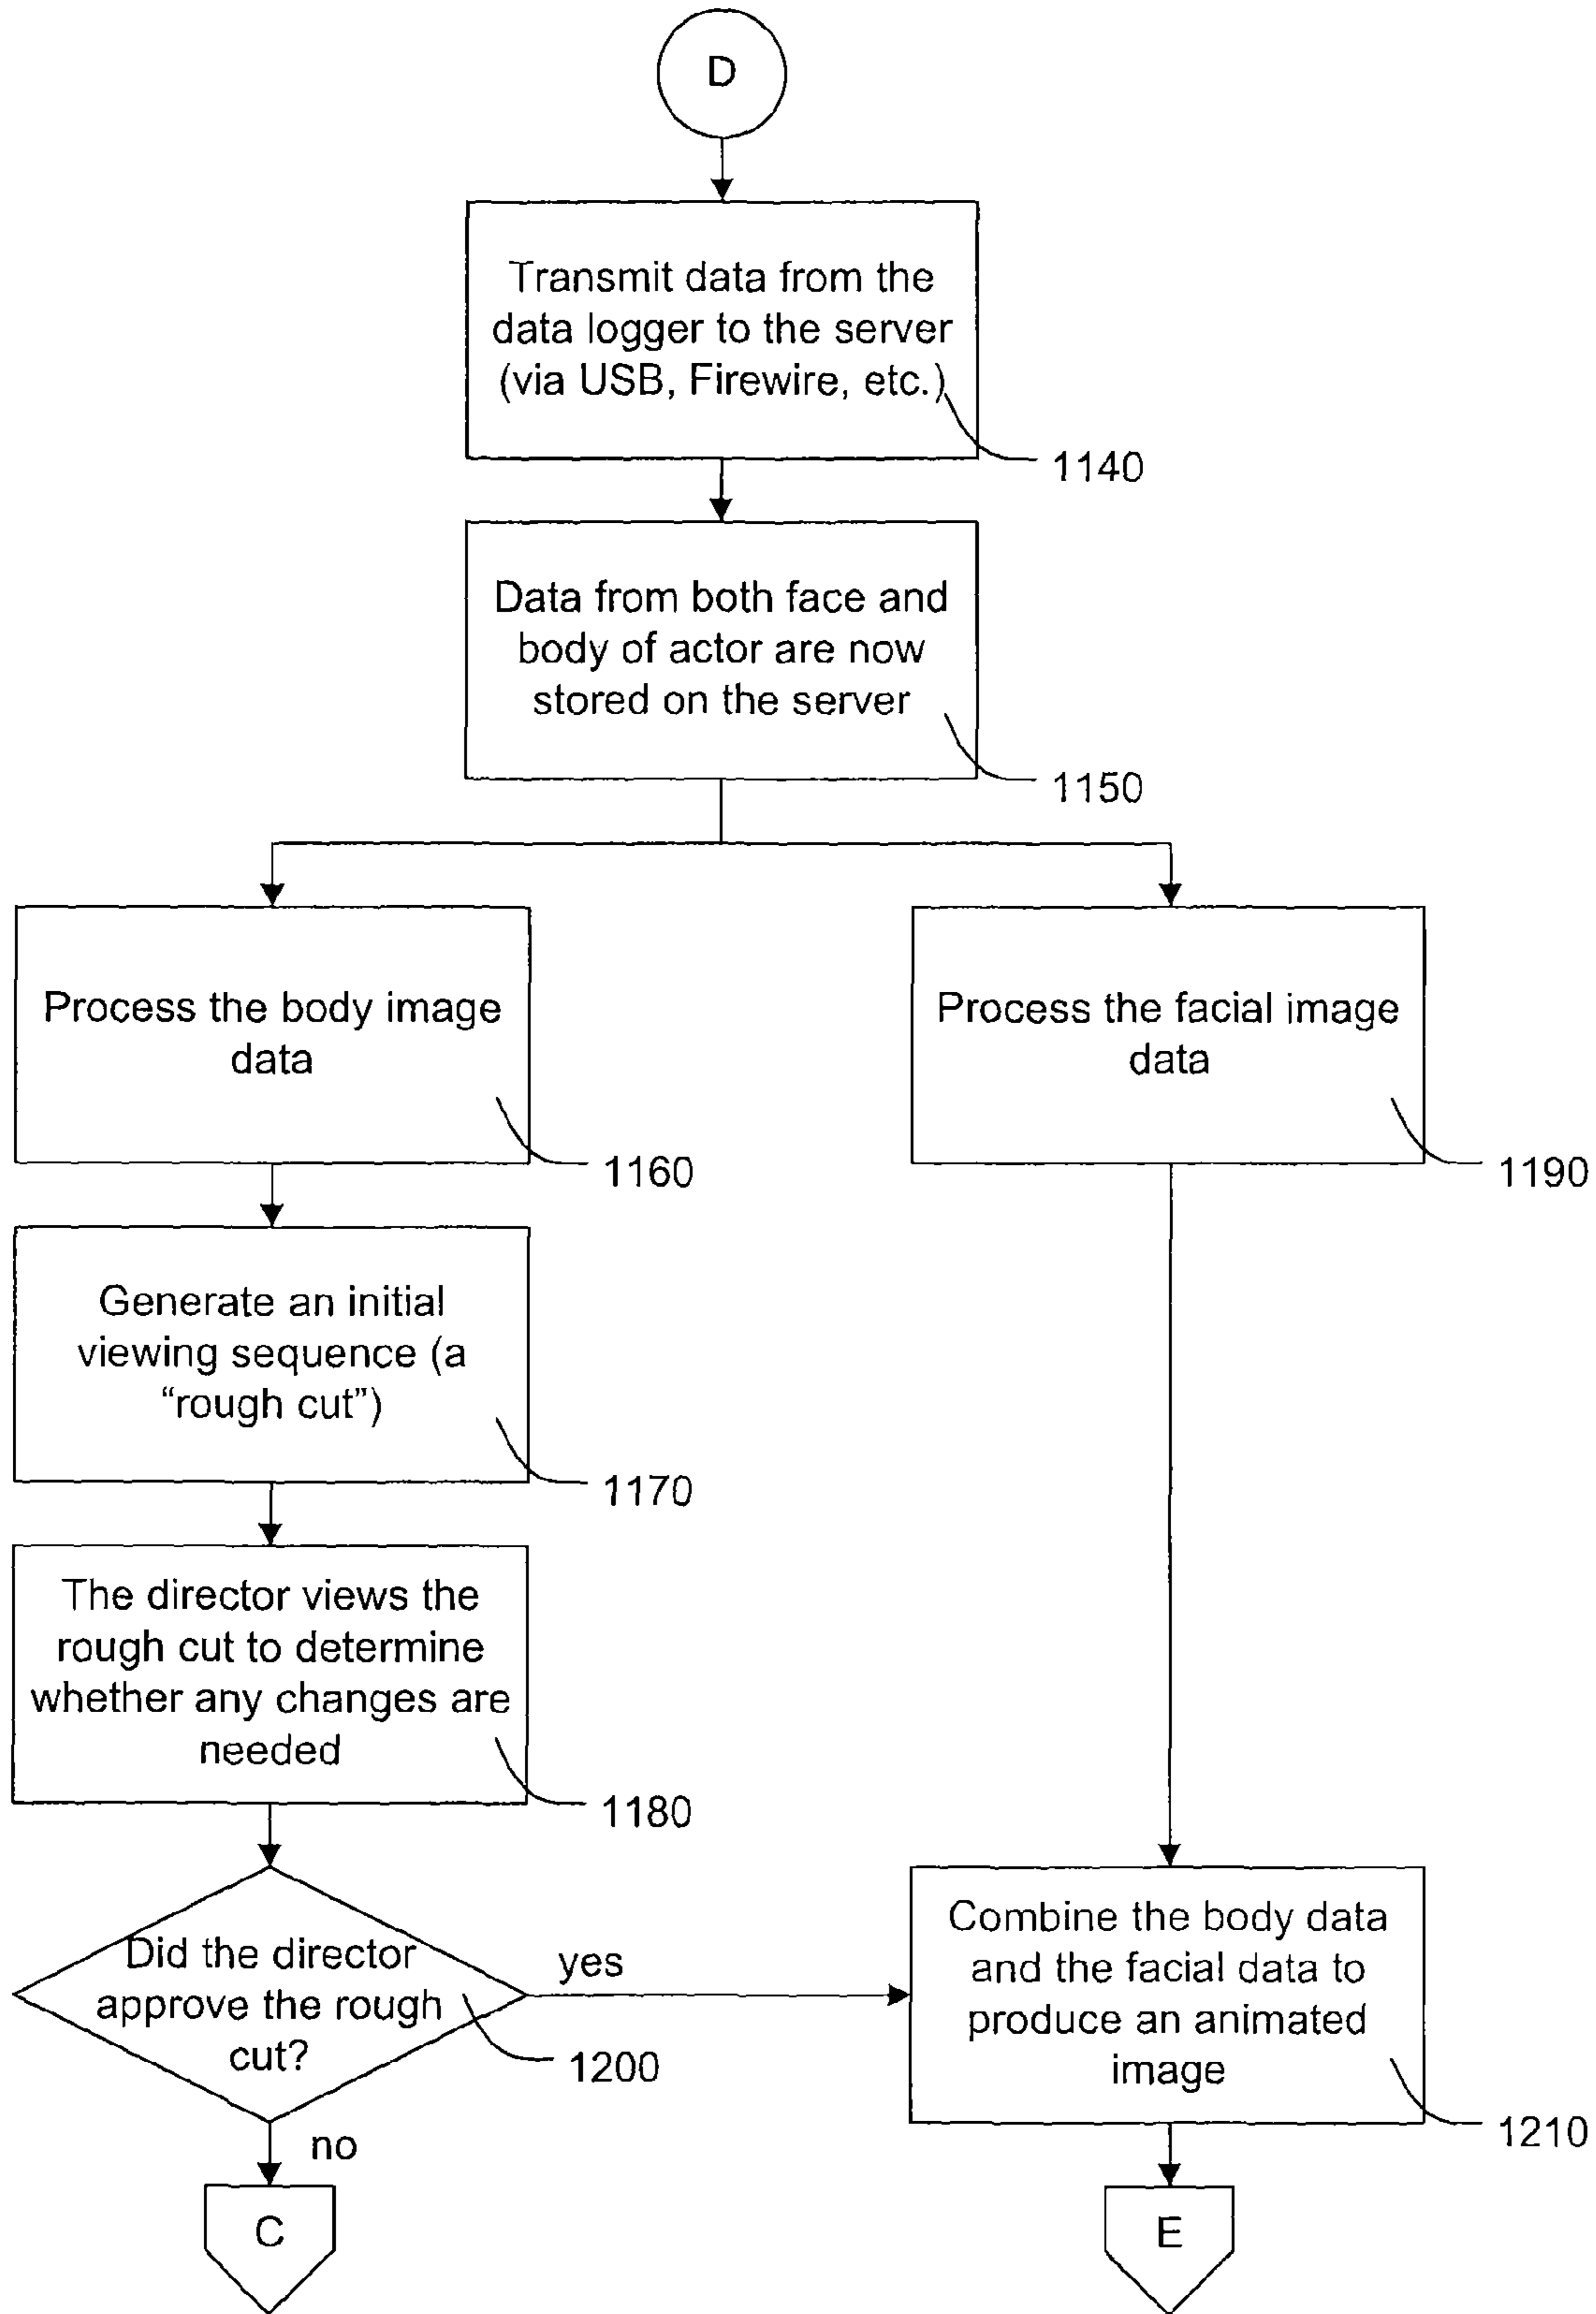 D
Transmit data from the
data logger to the server
(via USB, Firewire, etc.)
1140
Data from both face and
body of actor are now
stored on the server
1150
Process the body image
data
1160
Process the facial image
data
1190
Generate an initial
viewing sequence (a
“rough cut”)
1170
The director views the
rough cut to determine
whether any changes are
needed
1180
Did the director
approve the rough
cut?
1200
yes
no
Combine the body data
and the facial data to
produce an animated
image
1210
C
E